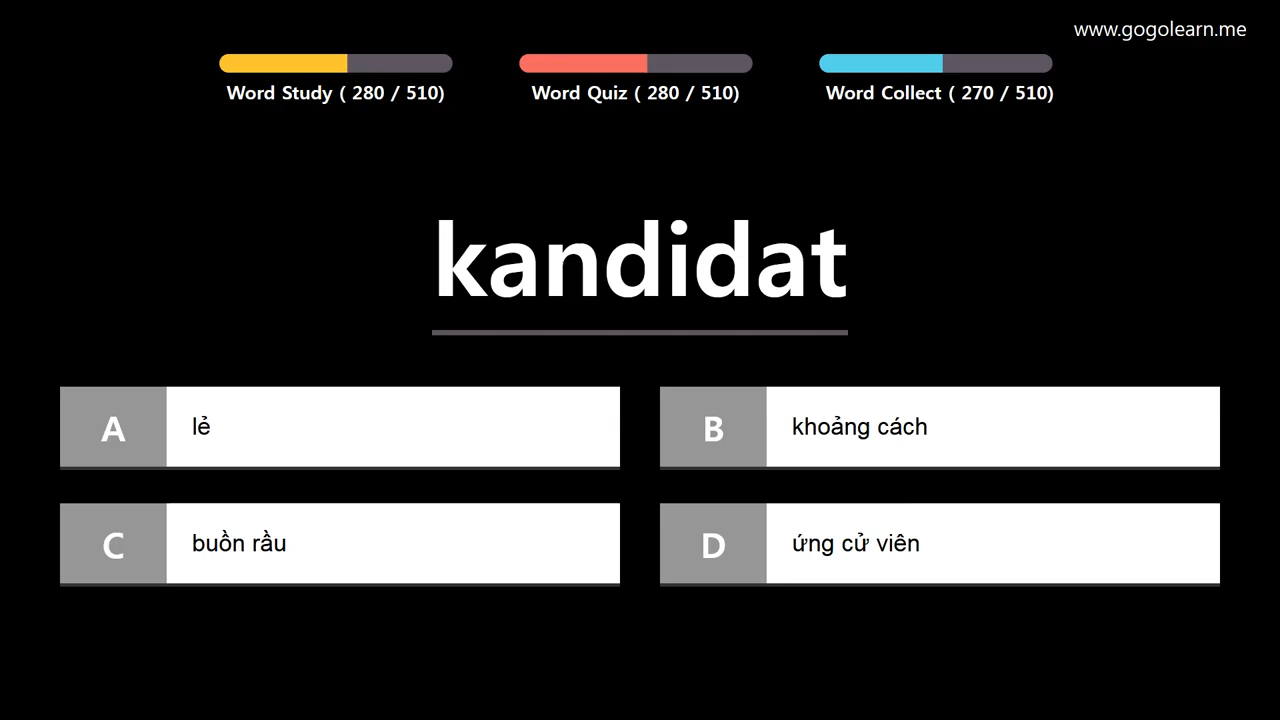 www.gogolearn.me
Word Study ( 280 / 510)
Word Quiz ( 280 / 510)
Word Collect ( 270 / 510)
kandidat
A lẻ
B khoảng cách
C buồn rầu
D ứng cử viên